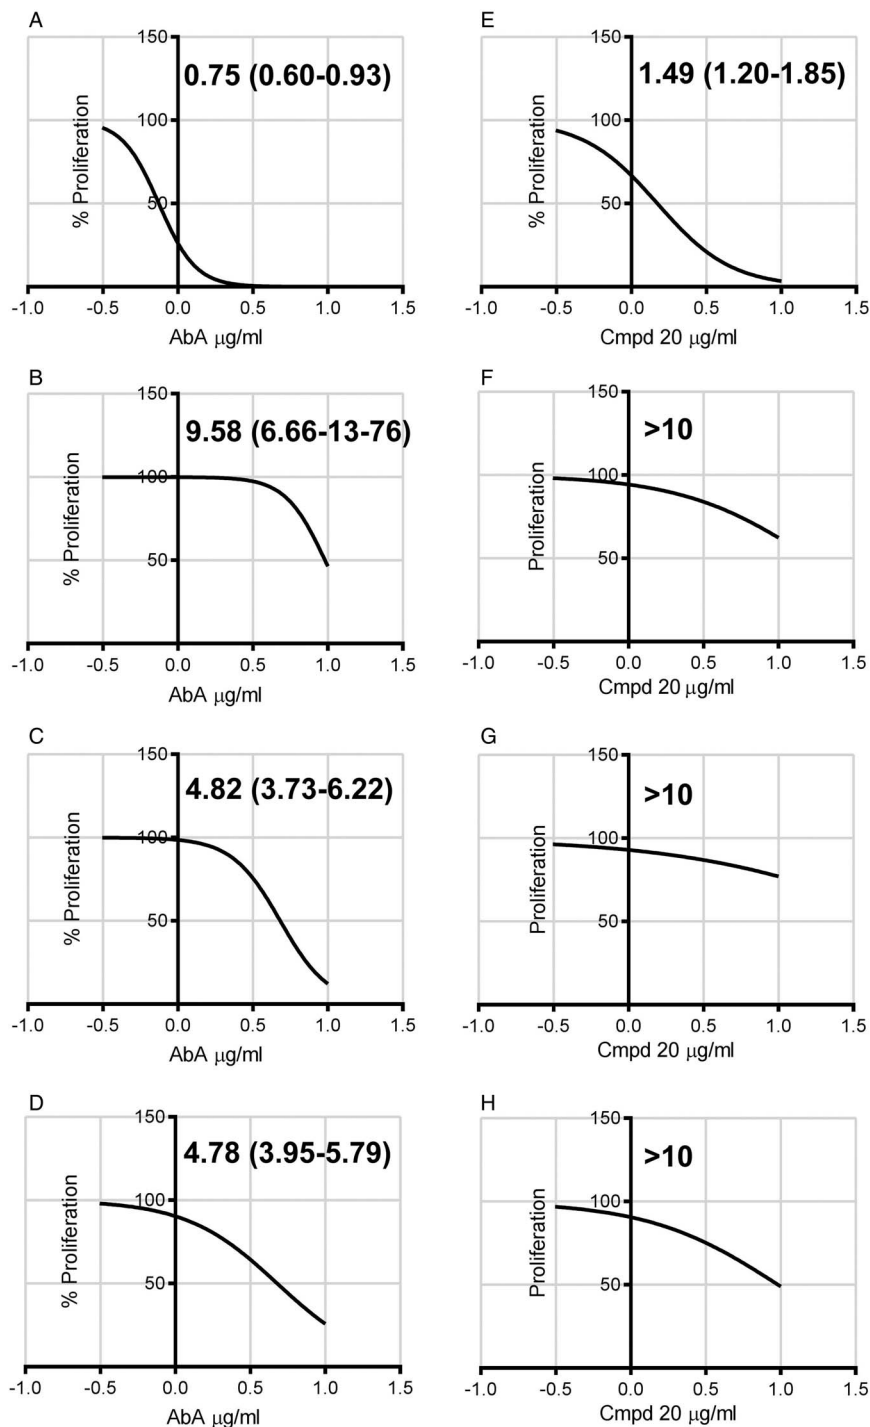 A
150
0.75 (0.60-0.93)
100
50
% Proliferation
-1.0 -0.5 0.0 0.5 1.0 1.5
AbA μg/ml
E
150
1.49 (1.20-1.85)
100
50
% Proliferation
-1.0 -0.5 0.0 0.5 1.0 1.5
Cmpd 20 μg/ml
B
150
9.58 (6.66-13-76)
100
50
% Proliferation
-1.0 -0.5 0.0 0.5 1.0 1.5
AbA μg/ml
F
150
>10
100
50
Proliferation
-1.0 -0.5 0.0 0.5 1.0 1.5
Cmpd 20 μg/ml
C
150
4.82 (3.73-6.22)
100
50
% Proliferation
-1.0 -0.5 0.0 0.5 1.0 1.5
AbA μg/ml
G
150
>10
100
50
Proliferation
-1.0 -0.5 0.0 0.5 1.0 1.5
Cmpd 20 μg/ml
D
150
4.78 (3.95-5.79)
100
50
% Proliferation
-1.0 -0.5 0.0 0.5 1.0 1.5
AbA μg/ml
H
150
>10
100
50
Proliferation
-1.0 -0.5 0.0 0.5 1.0 1.5
Cmpd 20 μg/ml